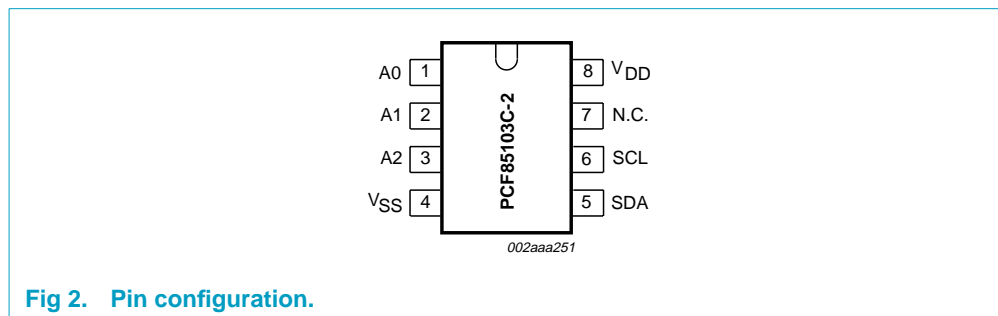 A0 1 8 VDD
A1 2 7 N.C.
A2 3 6 SCL
VSS 4 5 SDA
PCF85103C-2
002aaa251
Fig 2. Pin configuration.